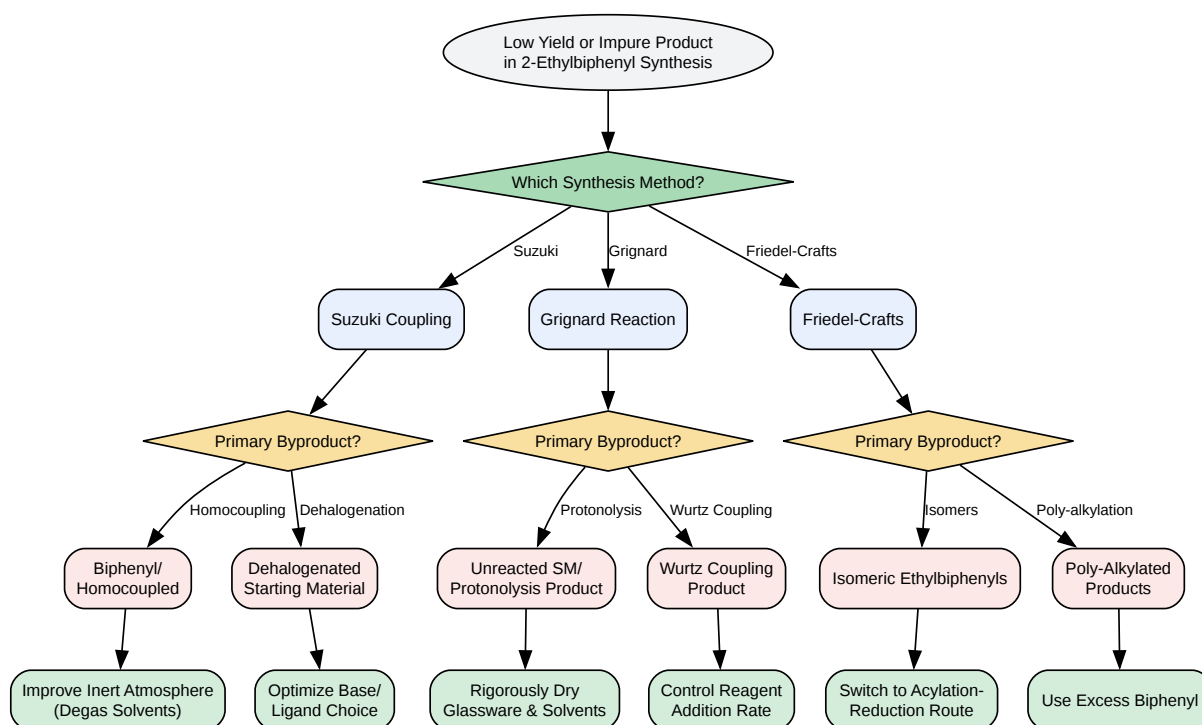 Low Yield or Impure Product
in 2-Ethylbiphenyl Synthesis
Which Synthesis Method?
Suzuki
Grignard
Friedel-Crafts
Suzuki Coupling
Grignard Reaction
Friedel-Crafts
Primary Byproduct?
Primary Byproduct?
Primary Byproduct?
Homocoupling
Dehalogenation
Protonolysis
Wurtz Coupling
Isomers
Poly-alkylation
Biphenyl/
Homocoupled
Dehalogenated
Starting Material
Unreacted SM/
Protonolysis Product
Wurtz Coupling
Product
Isomeric Ethylbiphenyls
Poly-Alkylated
Products
Improve Inert Atmosphere
(Degas Solvents)
Optimize Base/
Ligand Choice
Rigorously Dry
Glassware & Solvents
Control Reagent
Addition Rate
Switch to Acylation-
Reduction Route
Use Excess Biphenyl